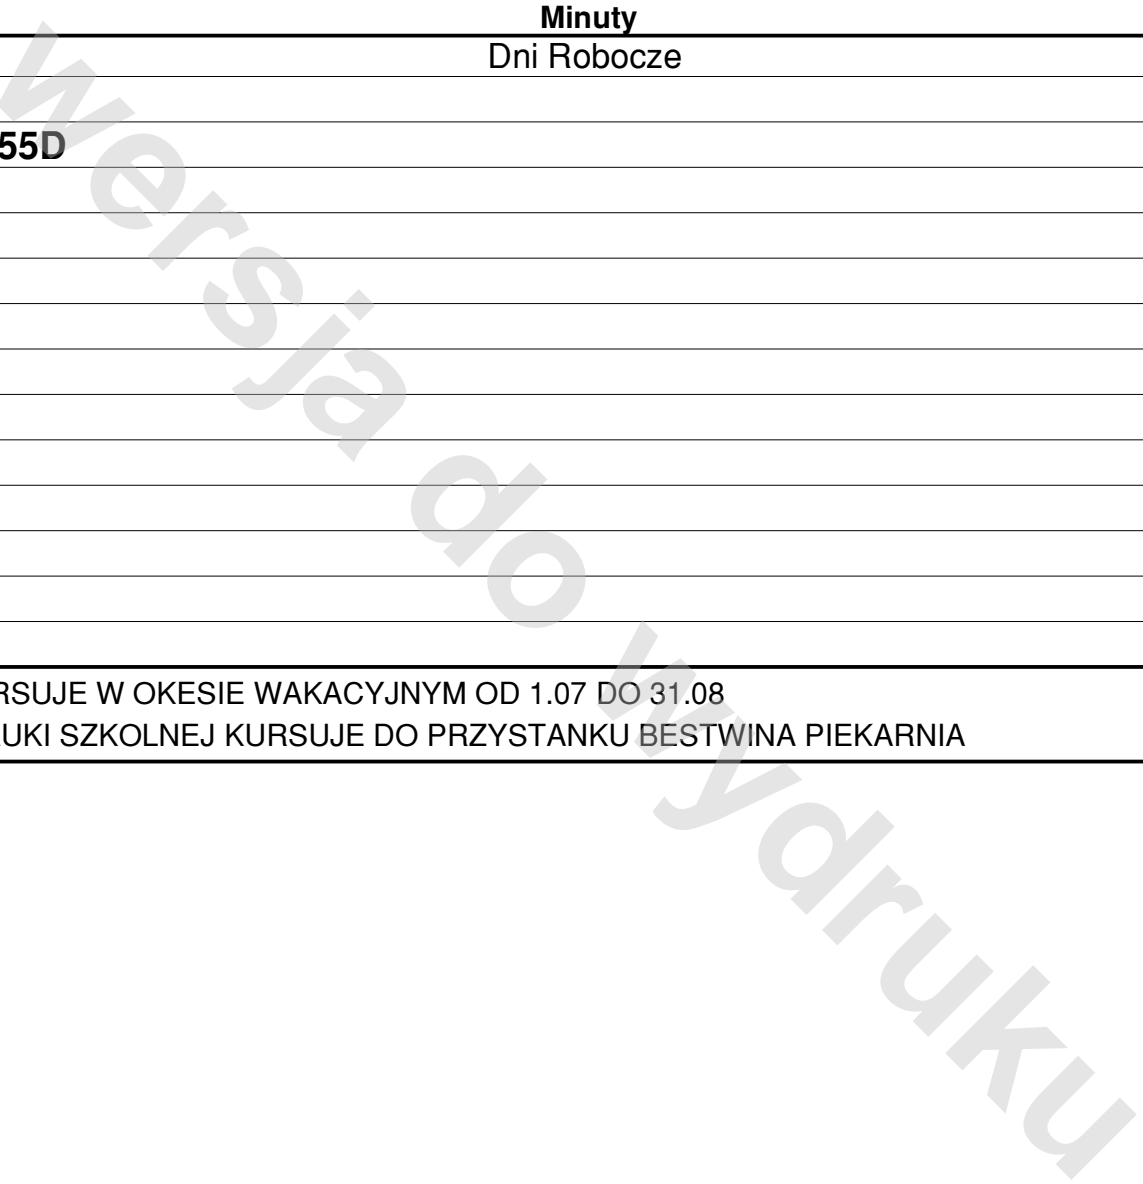 Minuty
Dni Robocze
55D
RSUJE W OKESIE WAKACYJNYM OD 1.07 DO 31.08
UKI SZKOLNEJ KURSUJE DO PRZYSTANKU BESTWINA PIEKARNIA
wersja do wydruku